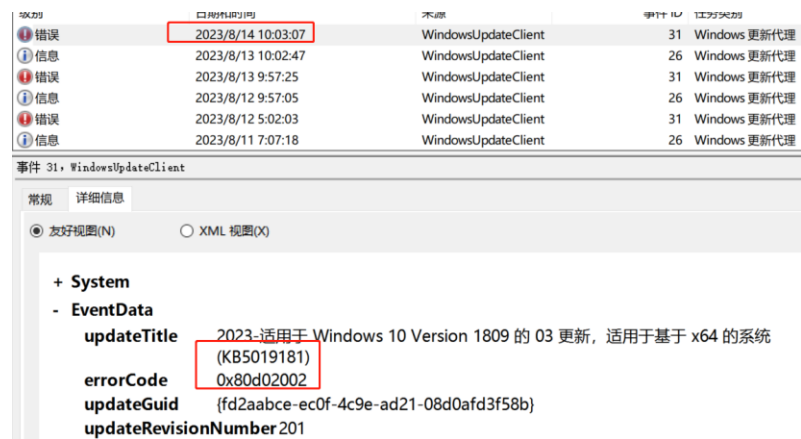 级别 日期和时间 来源 事件 ID 任务类别
错误 2023/8/14 10:03:07 WindowsUpdateClient 31 Windows 更新代理
信息 2023/8/13 10:02:47 WindowsUpdateClient 26 Windows 更新代理
错误 2023/8/13 9:57:25 WindowsUpdateClient 31 Windows 更新代理
信息 2023/8/12 9:57:05 WindowsUpdateClient 26 Windows 更新代理
错误 2023/8/12 5:02:03 WindowsUpdateClient 31 Windows 更新代理
信息 2023/8/11 7:07:18 WindowsUpdateClient 26 Windows 更新代理
事件 31，WindowsUpdateClient
常规 详细信息
友好视图(N) XML 视图(X)
+ System
- EventData
updateTitle 2023-适用于 Windows 10 Version 1809 的 03 更新，适用于基于 x64 的系统
(KB5019181)
errorCode 0x80d02002
updateGuid {fd2aabce-ec0f-4c9e-ad21-08d0afd3f58b}
updateRevisionNumber 201